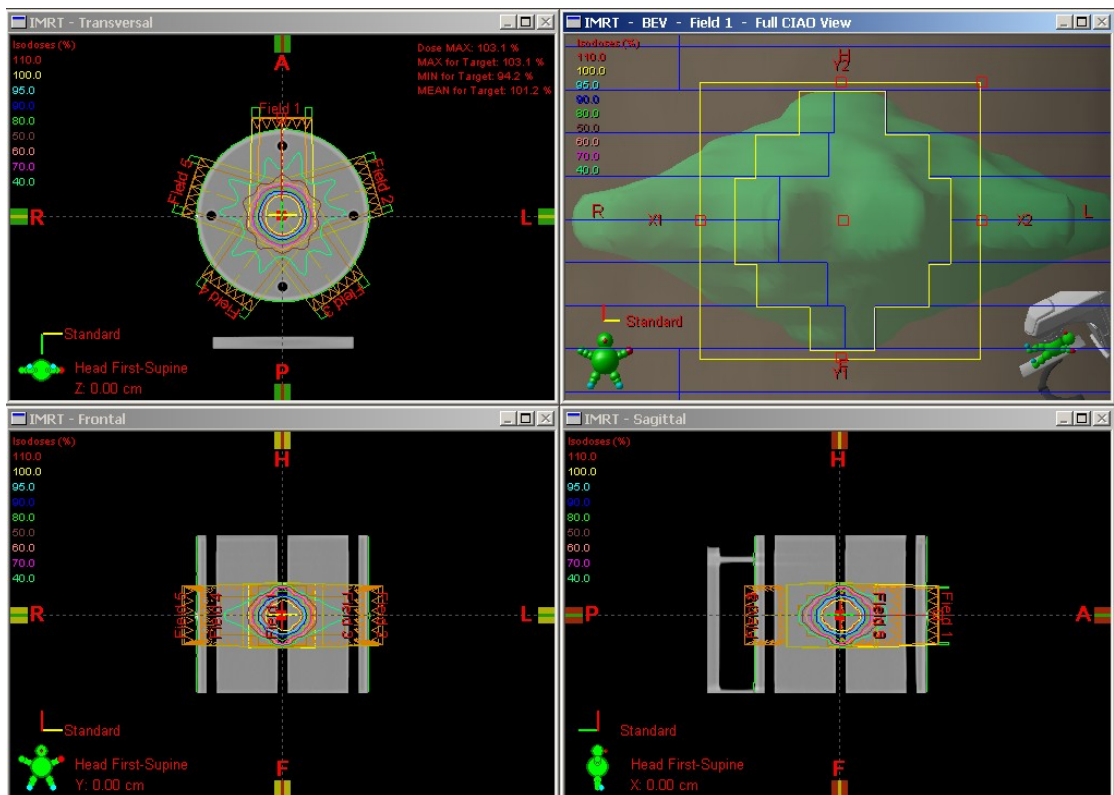 IMRT - Transversal
Isodoses (%)
110.0
100.0
95.0
90.0
80.0
50.0
60.0
70.0
40.0
Dose MAX: 103.1 %
MAX for Target: 103.1 %
MIN for Target: 94.2 %
MEAN for Target: 101.2 %
A
Field 1
Field 5
Field 2
R
L
Field 4
Field 3
Standard
Head First-Supine
Z: 0.00 cm
P
IMRT - BEV - Field 1 - Full CIAO View
Isodoses (%)
110.0
100.0
95.0
90.0
80.0
50.0
60.0
70.0
40.0
H
Y2
R
X1
X2
L
Standard
F
Y1
IMRT - Frontal
Isodoses (%)
110.0
100.0
95.0
90.0
80.0
50.0
60.0
70.0
40.0
H
R
L
Field 5
Standard
Head First-Supine
Y: 0.00 cm
F
IMRT - Sagittal
Isodoses (%)
110.0
100.0
95.0
90.0
80.0
50.0
60.0
70.0
40.0
H
P
A
Field 1
Standard
Head First-Supine
X: 0.00 cm
F